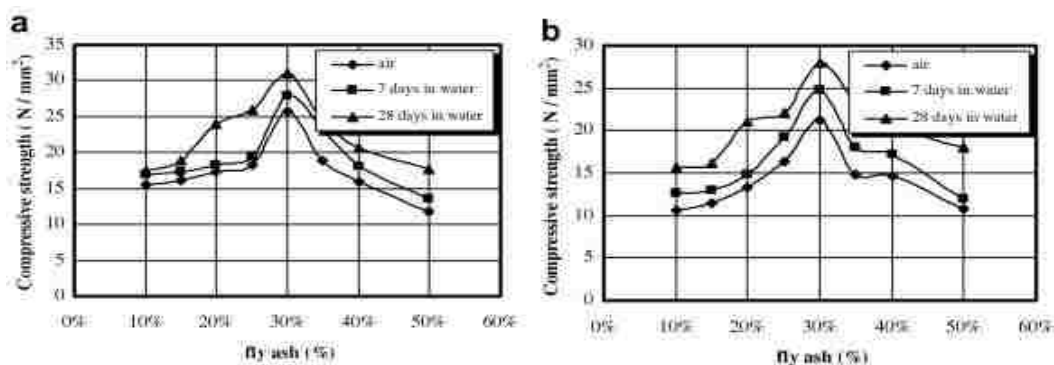 a
Compressive strength ( N / mm²)
35
30
25
20
15
10
5
0
0% 10% 20% 30% 40% 50% 60%
fly ash (%)
air
7 days in water
28 days in water
b
Compressive strength ( N / mm²)
30
25
20
15
10
5
0
0% 10% 20% 30% 40% 50% 60%
fly ash (%)
air
7 days in water
28 days in water